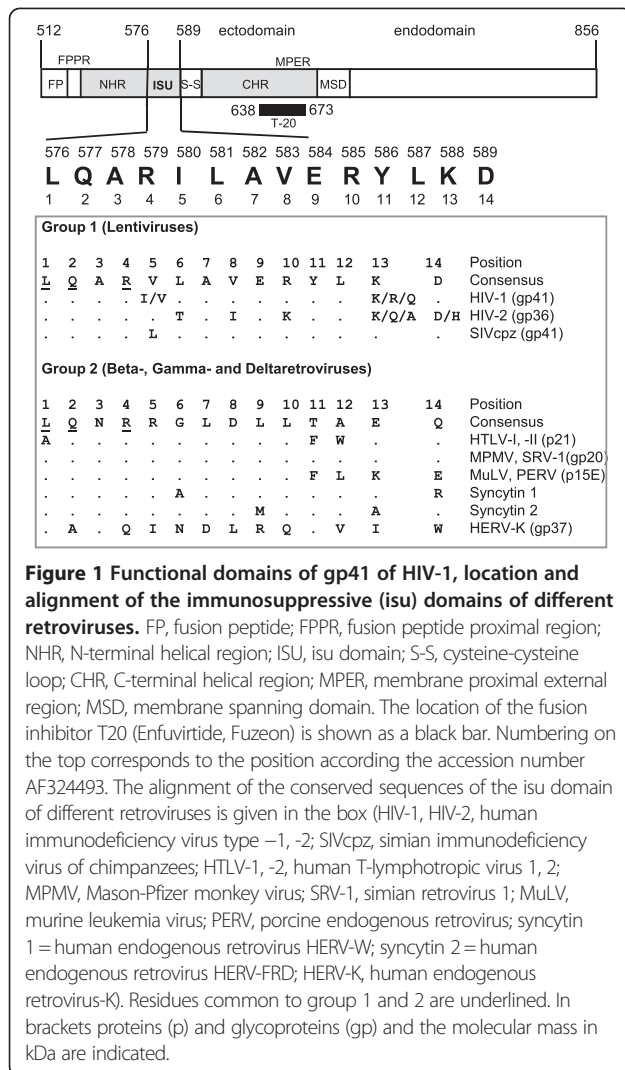 512 576 589 ectodomain endodomain 856
FPPR MPER
FP NHR ISU S-S CHR MSD
638 673
T-20
576 577 578 579 580 581 582 583 584 585 586 587 588 589
L Q A R I L A V E R Y L K D
1 2 3 4 5 6 7 8 9 10 11 12 13 14
Group 1 (Lentiviruses)
1 2 3 4 5 6 7 8 9 10 11 12 13 14 Position
L Q A R V L A V E R Y L K D Consensus
. . . . I/V . . . . . . . K/R/Q . HIV-1 (gp41)
. . . . . T . I . K . . K/Q/A D/H HIV-2 (gp36)
. . . . L . . . . . . . . . SIVcpz (gp41)
Group 2 (Beta-, Gamma- and Deltaretroviruses)
1 2 3 4 5 6 7 8 9 10 11 12 13 14 Position
L Q N R R G L D L L T A E Q Consensus
A . . . . . . . . . F W . . HTLV-I, -II (p21)
. . . . . . . . . . . . . . MPMV, SRV-1(gp20)
. . . . . . . . . . F L K E MuLV, PERV (p15E)
. . . . . A . . . . . . . R Syncytin 1
. . . . . . . . M . . . A . Syncytin 2
. A . Q I N D L R Q . V I W HERV-K (gp37)
Figure 1 Functional domains of gp41 of HIV-1, location and
alignment of the immunosuppressive (isu) domains of different
retroviruses. FP, fusion peptide; FPPR, fusion peptide proximal region;
NHR, N-terminal helical region; ISU, isu domain; S-S, cysteine-cysteine
loop; CHR, C-terminal helical region; MPER, membrane proximal external
region; MSD, membrane spanning domain. The location of the fusion
inhibitor T20 (Enfuvirtide, Fuzeon) is shown as a black bar. Numbering on
the top corresponds to the position according the accession number
AF324493. The alignment of the conserved sequences of the isu domain
of different retroviruses is given in the box (HIV-1, HIV-2, human
immunodeficiency virus type −1, -2; SIVcpz, simian immunodeficiency
virus of chimpanzees; HTLV-1, -2, human T-lymphotropic virus 1, 2;
MPMV, Mason-Pfizer monkey virus; SRV-1, simian retrovirus 1; MuLV,
murine leukemia virus; PERV, porcine endogenous retrovirus; syncytin
1 = human endogenous retrovirus HERV-W; syncytin 2 = human
endogenous retrovirus HERV-FRD; HERV-K, human endogenous
retrovirus-K). Residues common to group 1 and 2 are underlined. In
brackets proteins (p) and glycoproteins (gp) and the molecular mass in
kDa are indicated.